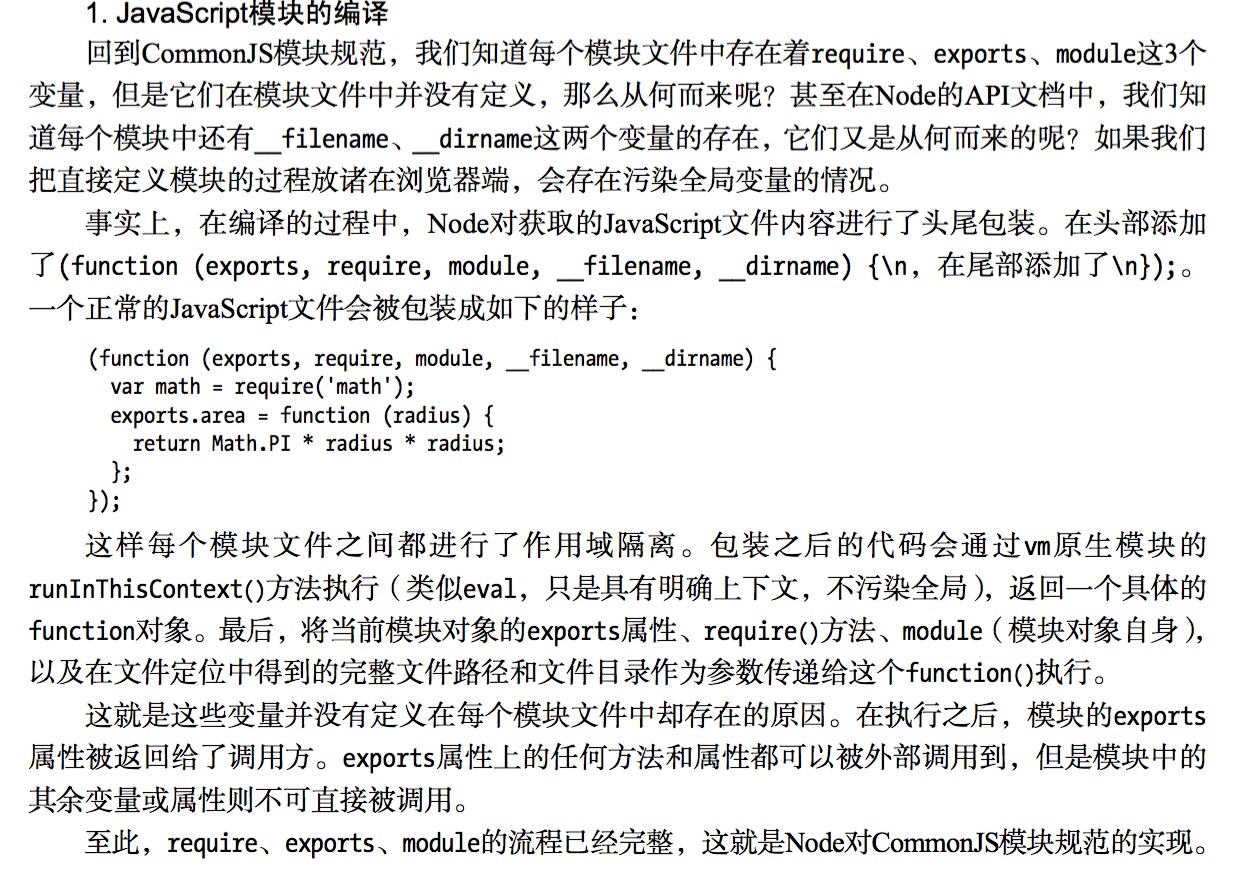 1. JavaScript模块的编译
回到CommonJS模块规范，我们知道每个模块文件中存在着require、exports、module这3个
变量，但是它们在模块文件中并没有定义，那么从何而来呢？甚至在Node的API文档中，我们知
道每个模块中还有__filename、__dirname这两个变量的存在，它们又是从何而来的呢？如果我们
把直接定义模块的过程放诸在浏览器端，会存在污染全局变量的情况。
事实上，在编译的过程中，Node对获取的JavaScript文件内容进行了头尾包装。在头部添加
了(function (exports, require, module, __filename, __dirname) {\n，在尾部添加了\n});。
一个正常的JavaScript文件会被包装成如下的样子：
(function (exports, require, module, __filename, __dirname) {
  var math = require('math');
  exports.area = function (radius) {
    return Math.PI * radius * radius;
  };
});
这样每个模块文件之间都进行了作用域隔离。包装之后的代码会通过vm原生模块的
runInThisContext()方法执行（类似eval，只是具有明确上下文，不污染全局），返回一个具体的
function对象。最后，将当前模块对象的exports属性、require()方法、module（模块对象自身），
以及在文件定位中得到的完整文件路径和文件目录作为参数传递给这个function()执行。
这就是这些变量并没有定义在每个模块文件中却存在的原因。在执行之后，模块的exports
属性被返回给了调用方。exports属性上的任何方法和属性都可以被外部调用到，但是模块中的
其余变量或属性则不可直接被调用。
至此，require、exports、module的流程已经完整，这就是Node对CommonJS模块规范的实现。